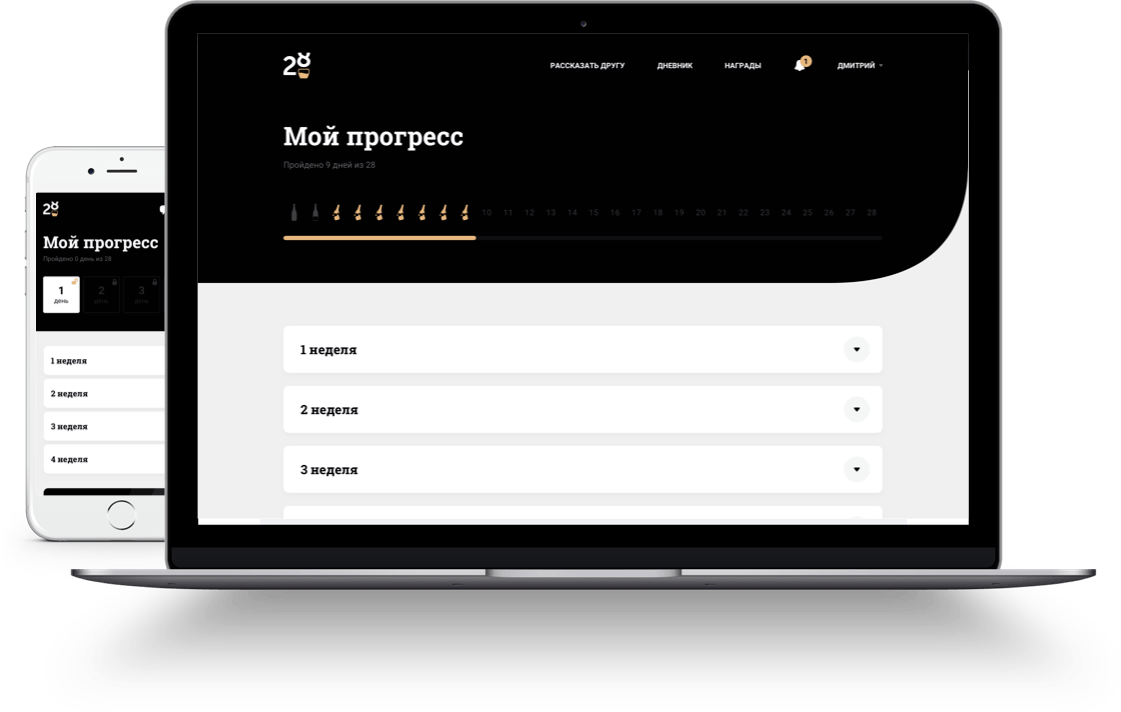 28
РАССКАЗАТЬ ДРУГУ ДНЕВНИК НАГРАДЫ 1 ДМИТРИЙ
Мой прогресс
Пройдено 9 дней из 28
10 11 12 13 14 15 16 17 18 19 20 21 22 23 24 25 26 27 28
1 неделя
2 неделя
3 неделя
28
Мой прогресс
Пройдено 0 дней из 28
1 2 3
день день день
1 неделя
2 неделя
3 неделя
4 неделя